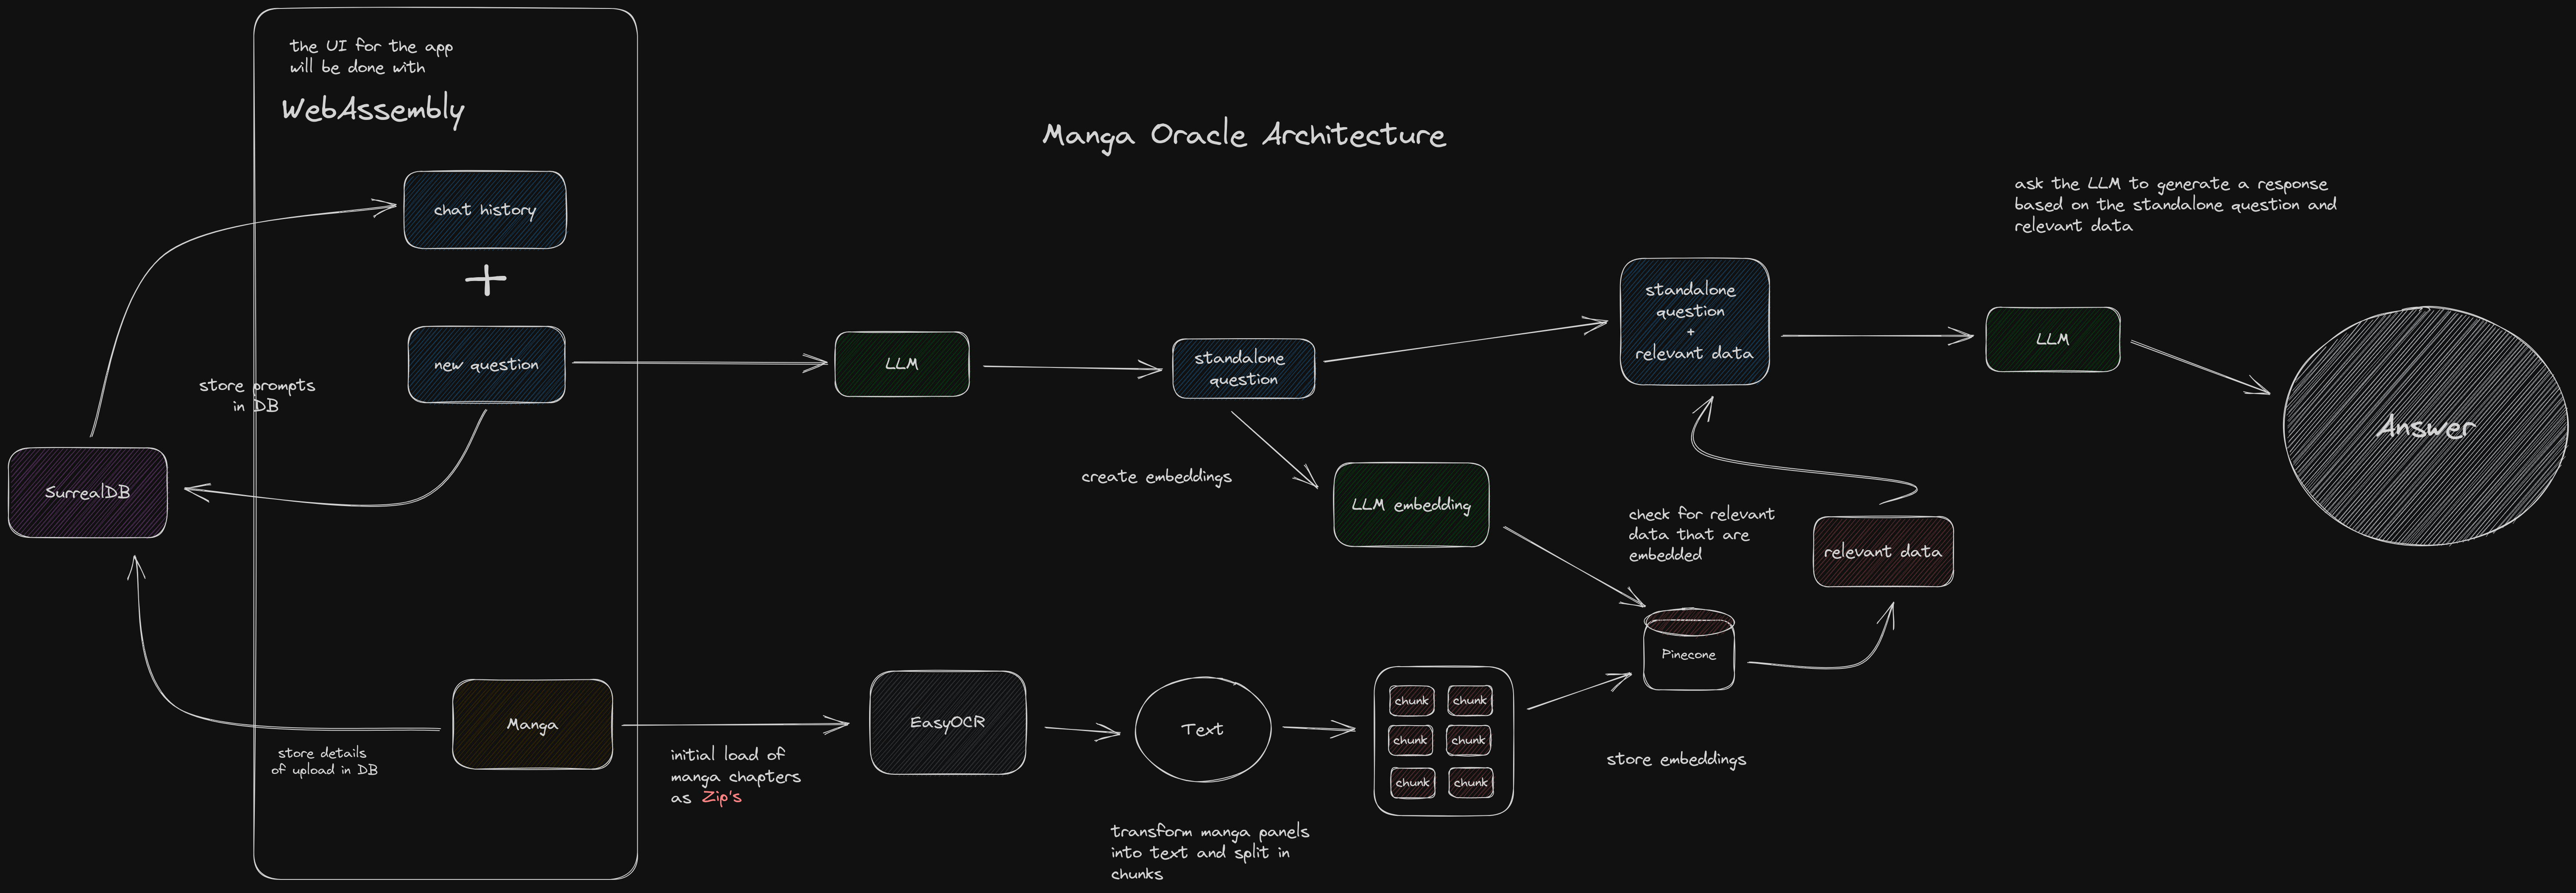 the UI for the app
will be done with
WebAssembly
Manga Oracle Architecture
chat history
+
new question
store prompts
in DB
SurrealDB
LLM
standalone
question
standalone
question
+
relevant data
ask the LLM to generate a response
based on the standalone question and
relevant data
LLM
Answer
create embeddings
LLM embedding
check for relevant
data that are
embedded
relevant data
Pinecone
Manga
store details
of upload in DB
initial load of
manga chapters
as Zip's
EasyOCR
Text
transform manga panels
into text and split in
chunks
chunk chunk
chunk chunk
chunk chunk
store embeddings